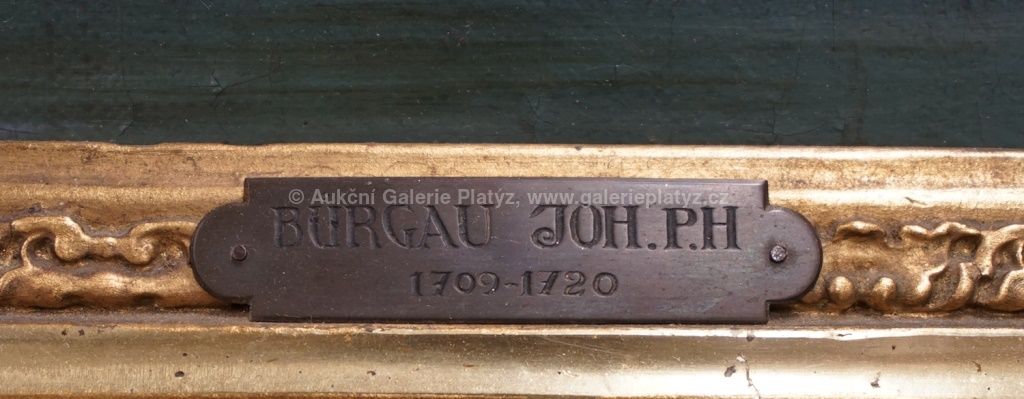 © Aukční Galerie Platýz, www.galerieplatyz.cz
BURGAU JOH. P.H
1709-1720